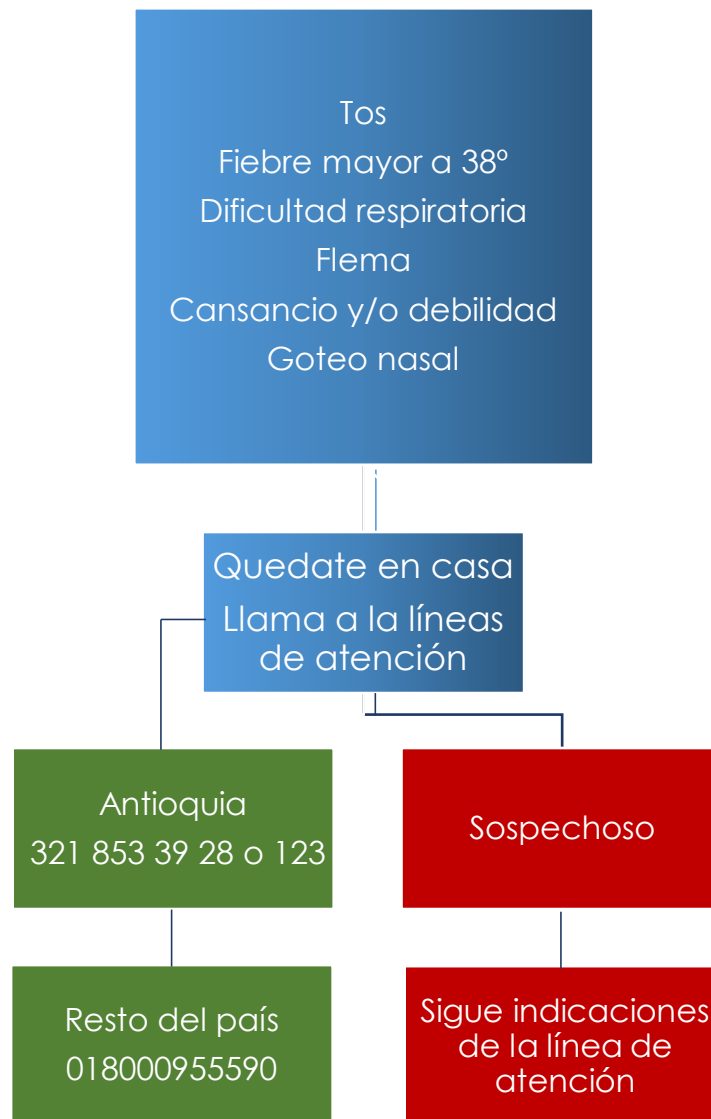 Tos
Fiebre mayor a 38º
Dificultad respiratoria
Flema
Cansancio y/o debilidad
Goteo nasal
Quedate en casa
Llama a la líneas
de atención
Antioquia
321 853 39 28 o 123
Resto del país
018000955590
Sospechoso
Sigue indicaciones
de la línea de
atención